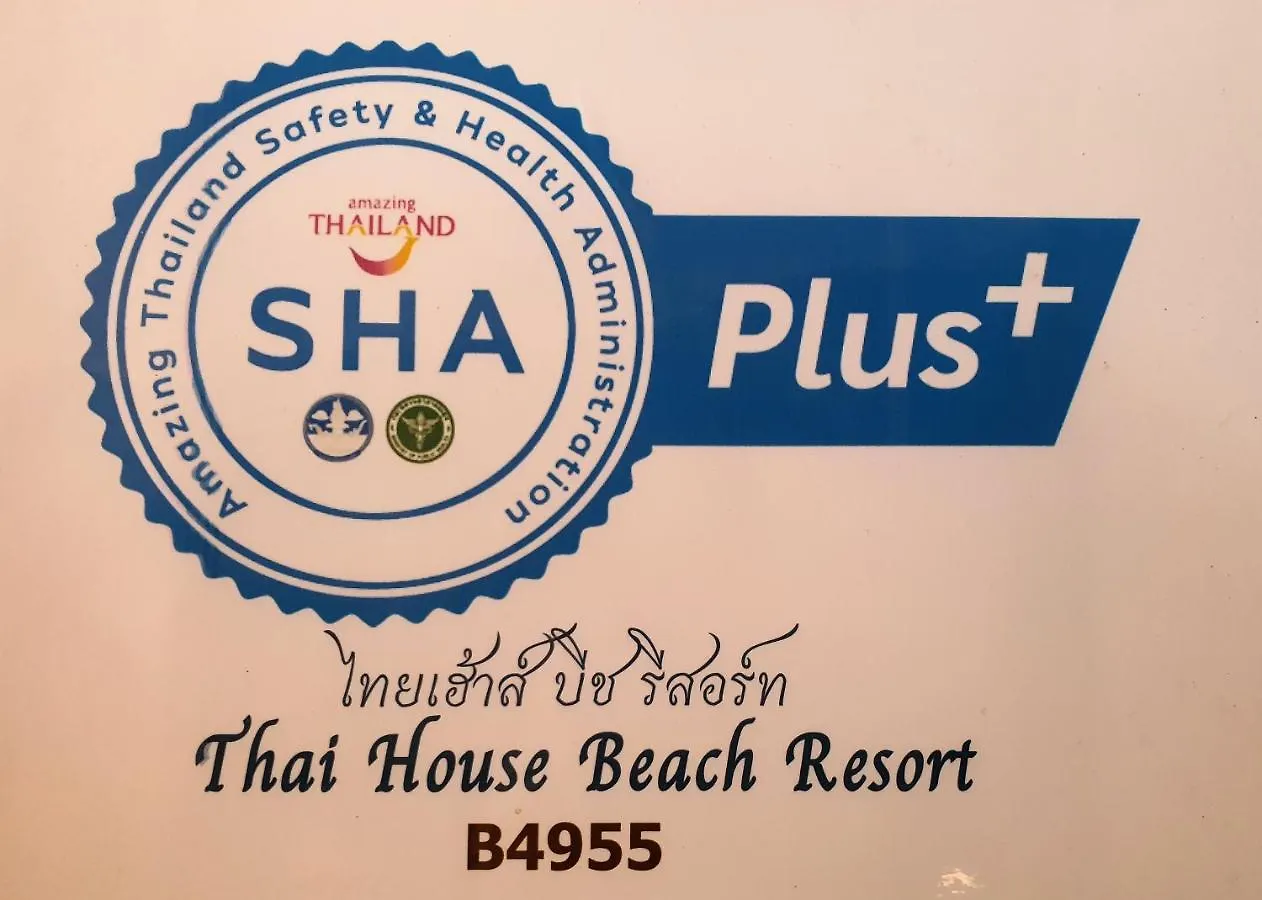 Amazing Thailand Safety & Health Administration
amazing
THAILAND
SHA
Plus+
ไทยเฮ้าส์ บีช รีสอร์ท
Thai House Beach Resort
B4955